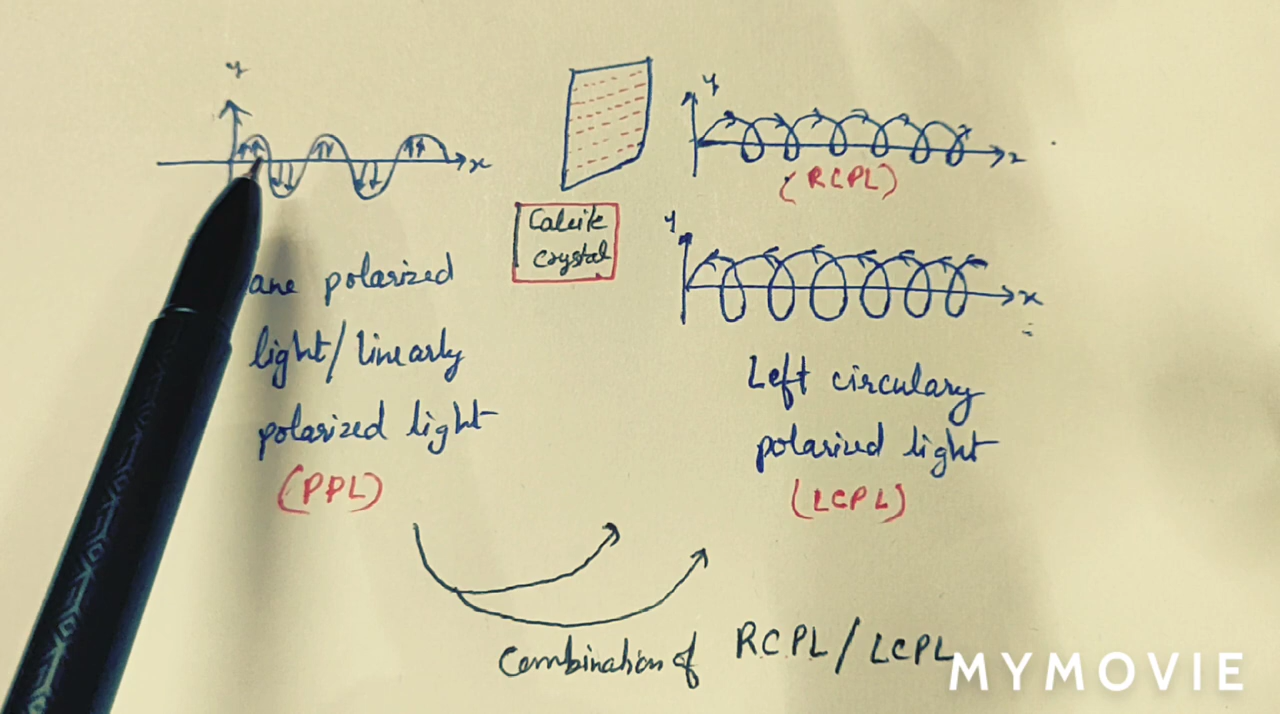 y
x
ane polarized
light/linearly
polarized light
(PPL)
Calcite
crystal
y
x
(RCPL)
y
x
Left circulary
polarized light
(LCPL)
Combination of RCPL/LCPL
MYMOVIE